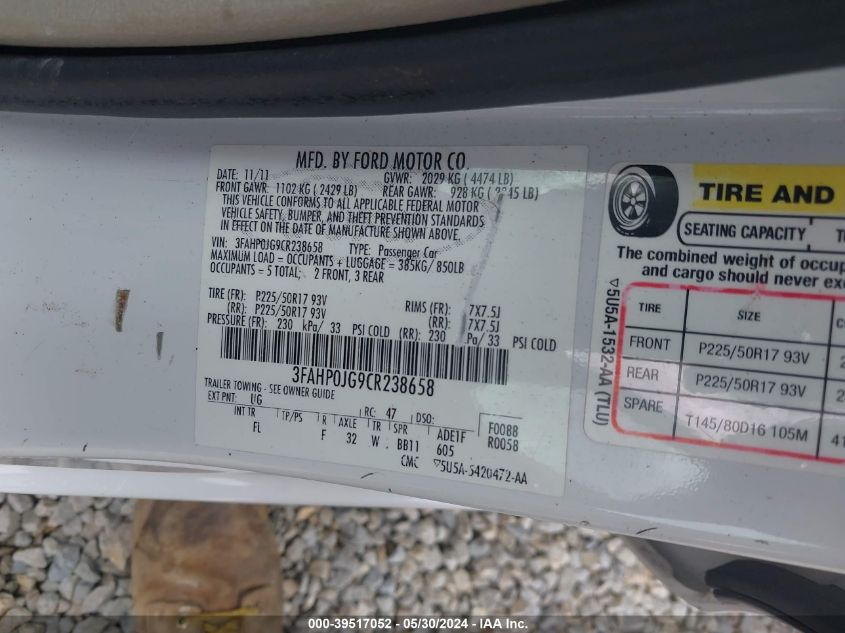 MFD. BY FORD MOTOR CO.
DATE: 11/11 GVWR: 2029 KG ( 4474 LB)
FRONT GAWR: 1102 KG ( 2429 LB) REAR GAWR: 928 KG ( 45 LB)
THIS VEHICLE CONFORMS TO ALL APPLICABLE FEDERAL MOTOR
VEHICLE SAFETY, BUMPER, AND THEFT PREVENTION STANDARDS
IN EFFECT ON THE DATE OF MANUFACTURE SHOWN ABOVE.
VIN: 3FAHP0JG9CR238658 TYPE: Passenger Car
MAXIMUM LOAD = OCCUPANTS + LUGGAGE = 385KG/ 850LB
OCCUPANTS = 5 TOTAL; 2 FRONT, 3 REAR
TIRE (FR): P225/50R17 93V RIMS (FR): 7X7.5J
(RR): P225/50R17 93V (RR): 7X7.5J
PRESSURE (FR): 230 kPa/ 33 PSI COLD (RR): 230 Pa/ 33 PSI COLD
3FAHP0JG9CR238658
TRAILER TOWING - SEE OWNER GUIDE
EXT PNT: UG RC: 47 DSO: F0088
INT TR TP/PS R AXLE TR SPR ADE1F R0058
FL F 32 W BB11 605
CMC ▽5U5A-5420472-AA
TIRE AND
SEATING CAPACITY
The combined weight of occup
and cargo should never exc
TIRE SIZE
FRONT P225/50R17 93V 2
REAR P225/50R17 93V 2
SPARE T145/80D16 105M 41
▽5U5A-1532-AA (TLU)
000-39517052 - 05/30/2024 - IAA Inc.